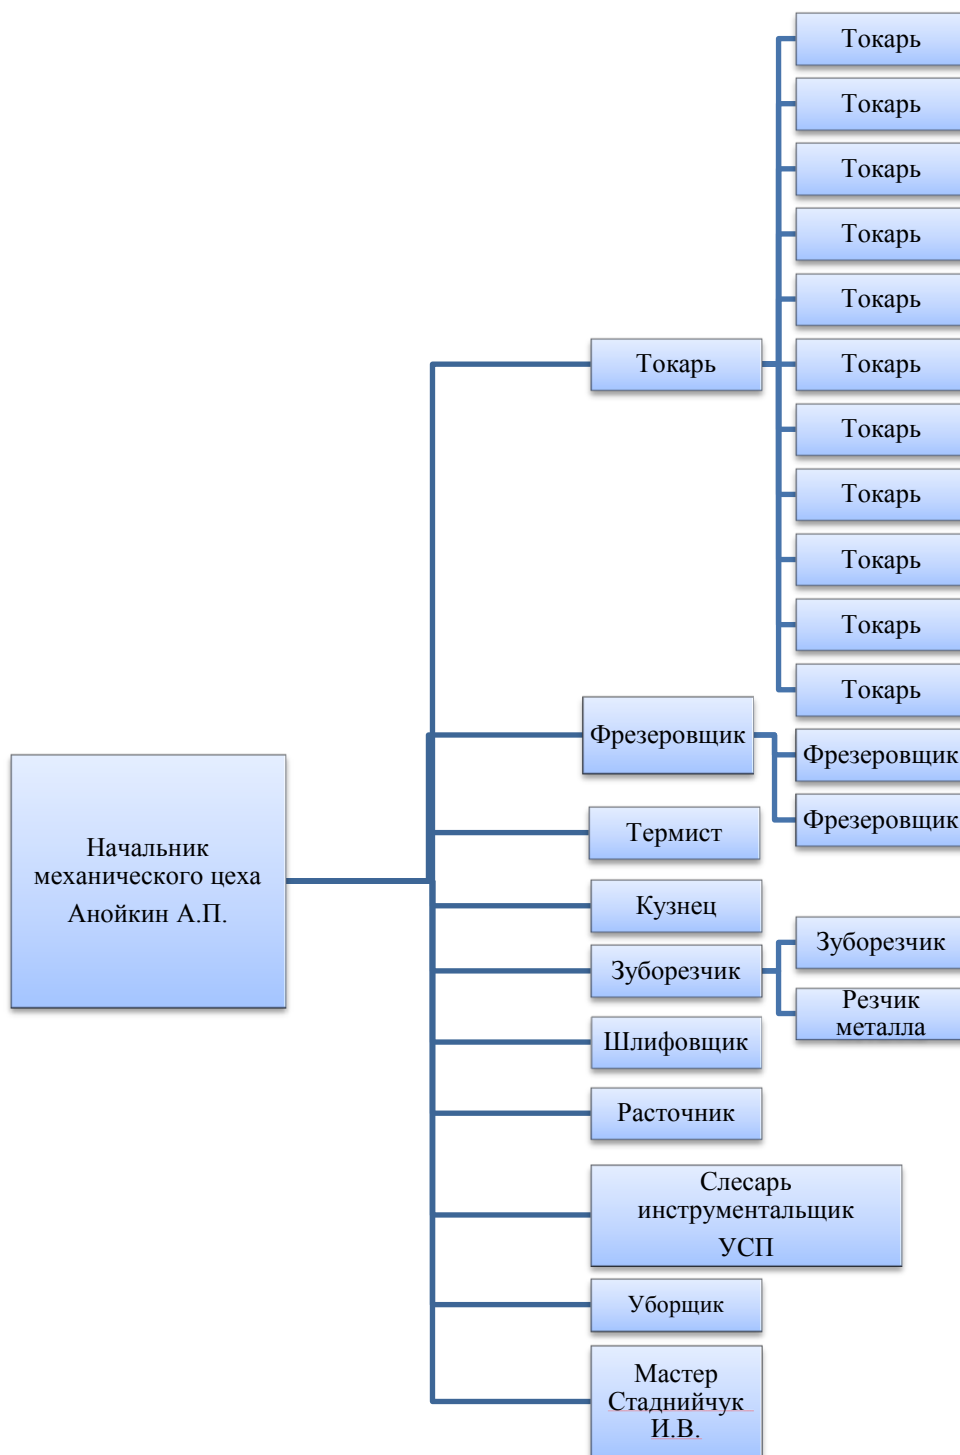 Токарь
Токарь
Токарь
Токарь
Токарь
Токарь
Токарь
Токарь
Токарь
Токарь
Токарь
Токарь
Фрезеровщик
Фрезеровщик
Фрезеровщик
Термист
Начальник
механического цеха
Анойкин А.П.
Кузнец
Зуборезчик
Зуборезчик
Резчик
металла
Шлифовщик
Расточник
Слесарь
инструментальщик
УСП
Уборщик
Мастер
Стаднийчук
И.В.